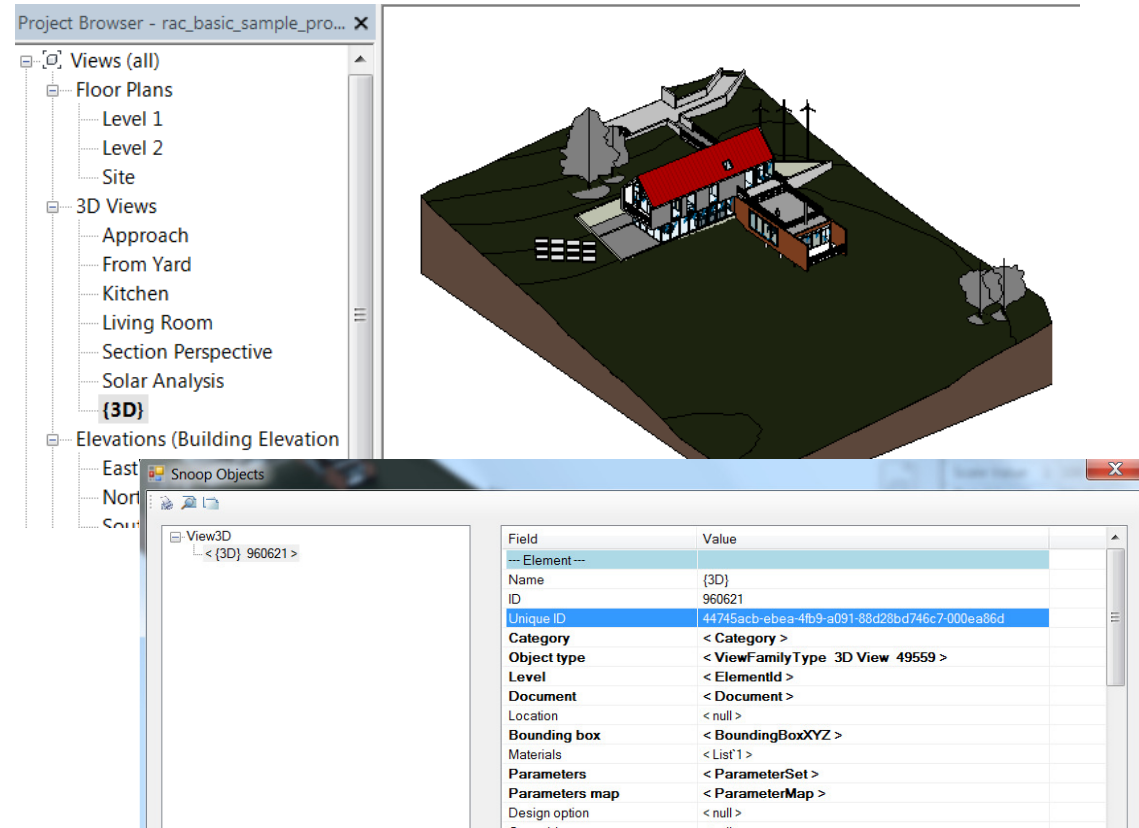 Project Browser - rac_basic_sample_pro...
Views (all)
Floor Plans
Level 1
Level 2
Site
3D Views
Approach
From Yard
Kitchen
Living Room
Section Perspective
Solar Analysis
{3D}
Elevations (Building Elevation
East
Nort
Sout
Snoop Objects
View3D
< {3D} 960621 >
Field Value
--- Element ---
Name {3D}
ID 960621
Unique ID 44745acb-ebea-4fb9-a091-88d28bd746c7-000ea86d
Category < Category >
Object type < ViewFamilyType 3D View 49559 >
Level < ElementId >
Document < Document >
Location < null >
Bounding box < BoundingBoxXYZ >
Materials < List`1 >
Parameters < ParameterSet >
Parameters map < ParameterMap >
Design option < null >